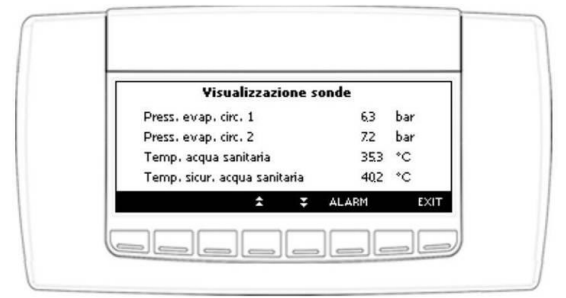 Visualizzazione sonde
Press. evap. circ. 1 6,3 bar
Press. evap. circ. 2 7,2 bar
Temp. acqua sanitaria 35,3 °C
Temp. sicur. acqua sanitaria 40,2 °C
ALARM EXIT